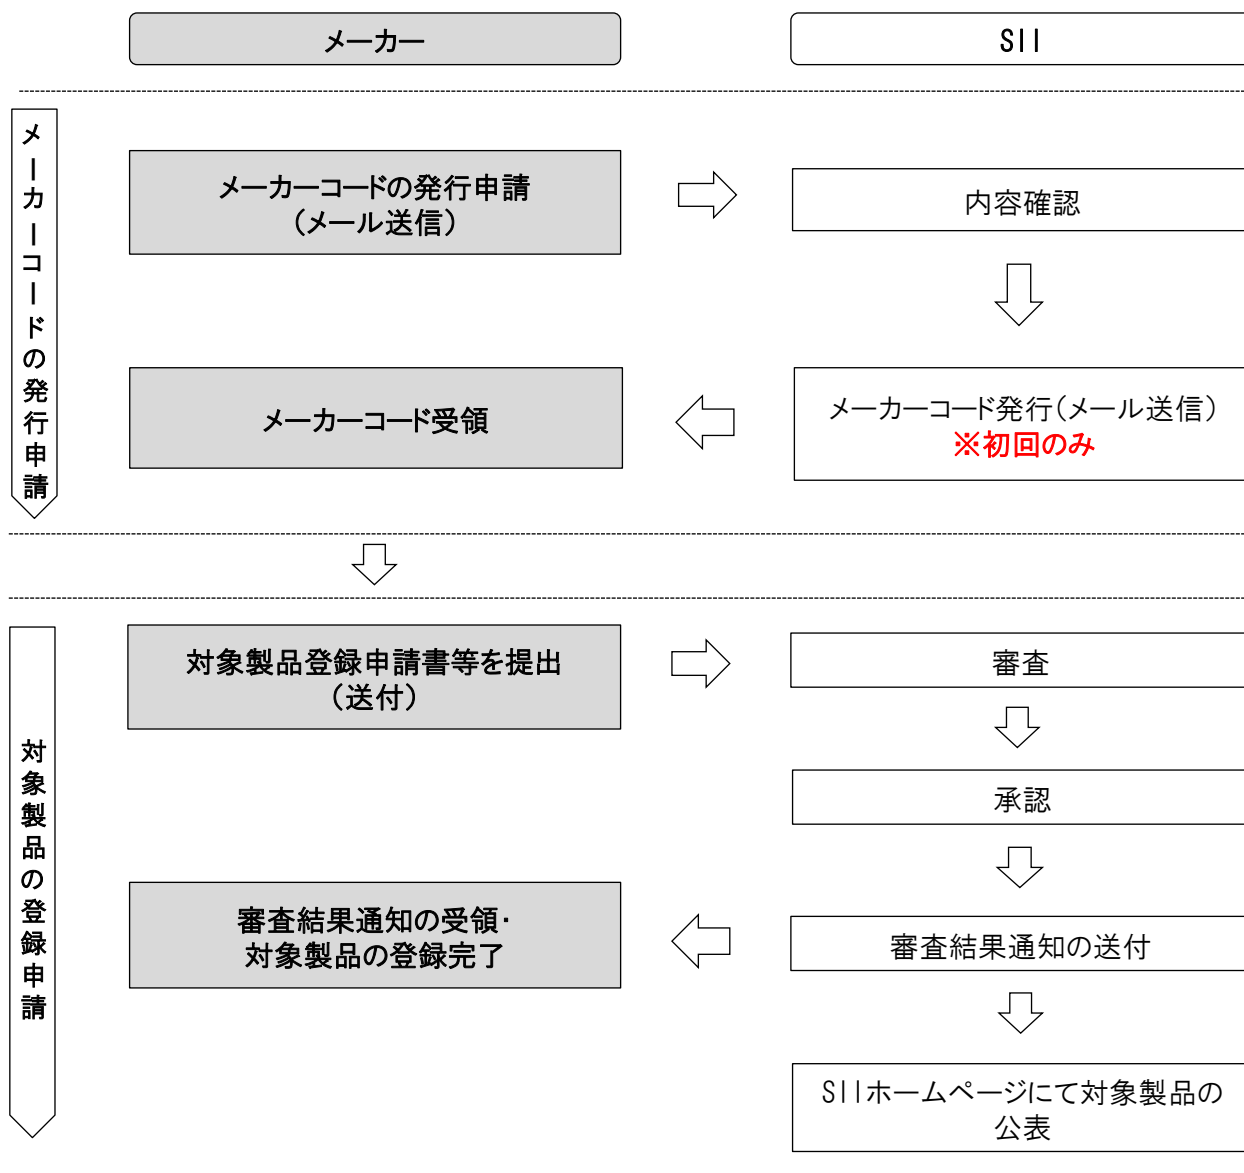 メーカー
SII
メーカーコードの発行申請
メーカーコードの発行申請
（メール送信）
内容確認
メーカーコード受領
メーカーコード発行（メール送信）
※初回のみ
対象製品の登録申請
対象製品登録申請書等を提出
（送付）
審査
承認
審査結果通知の受領・
対象製品の登録完了
審査結果通知の送付
SIIホームページにて対象製品の
公表